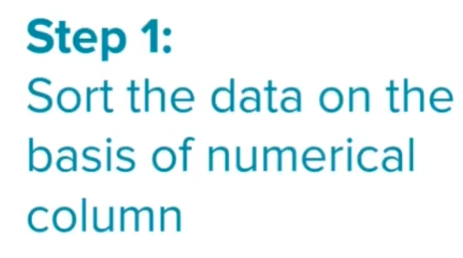 Step 1:
Sort the data on the
basis of numerical
column